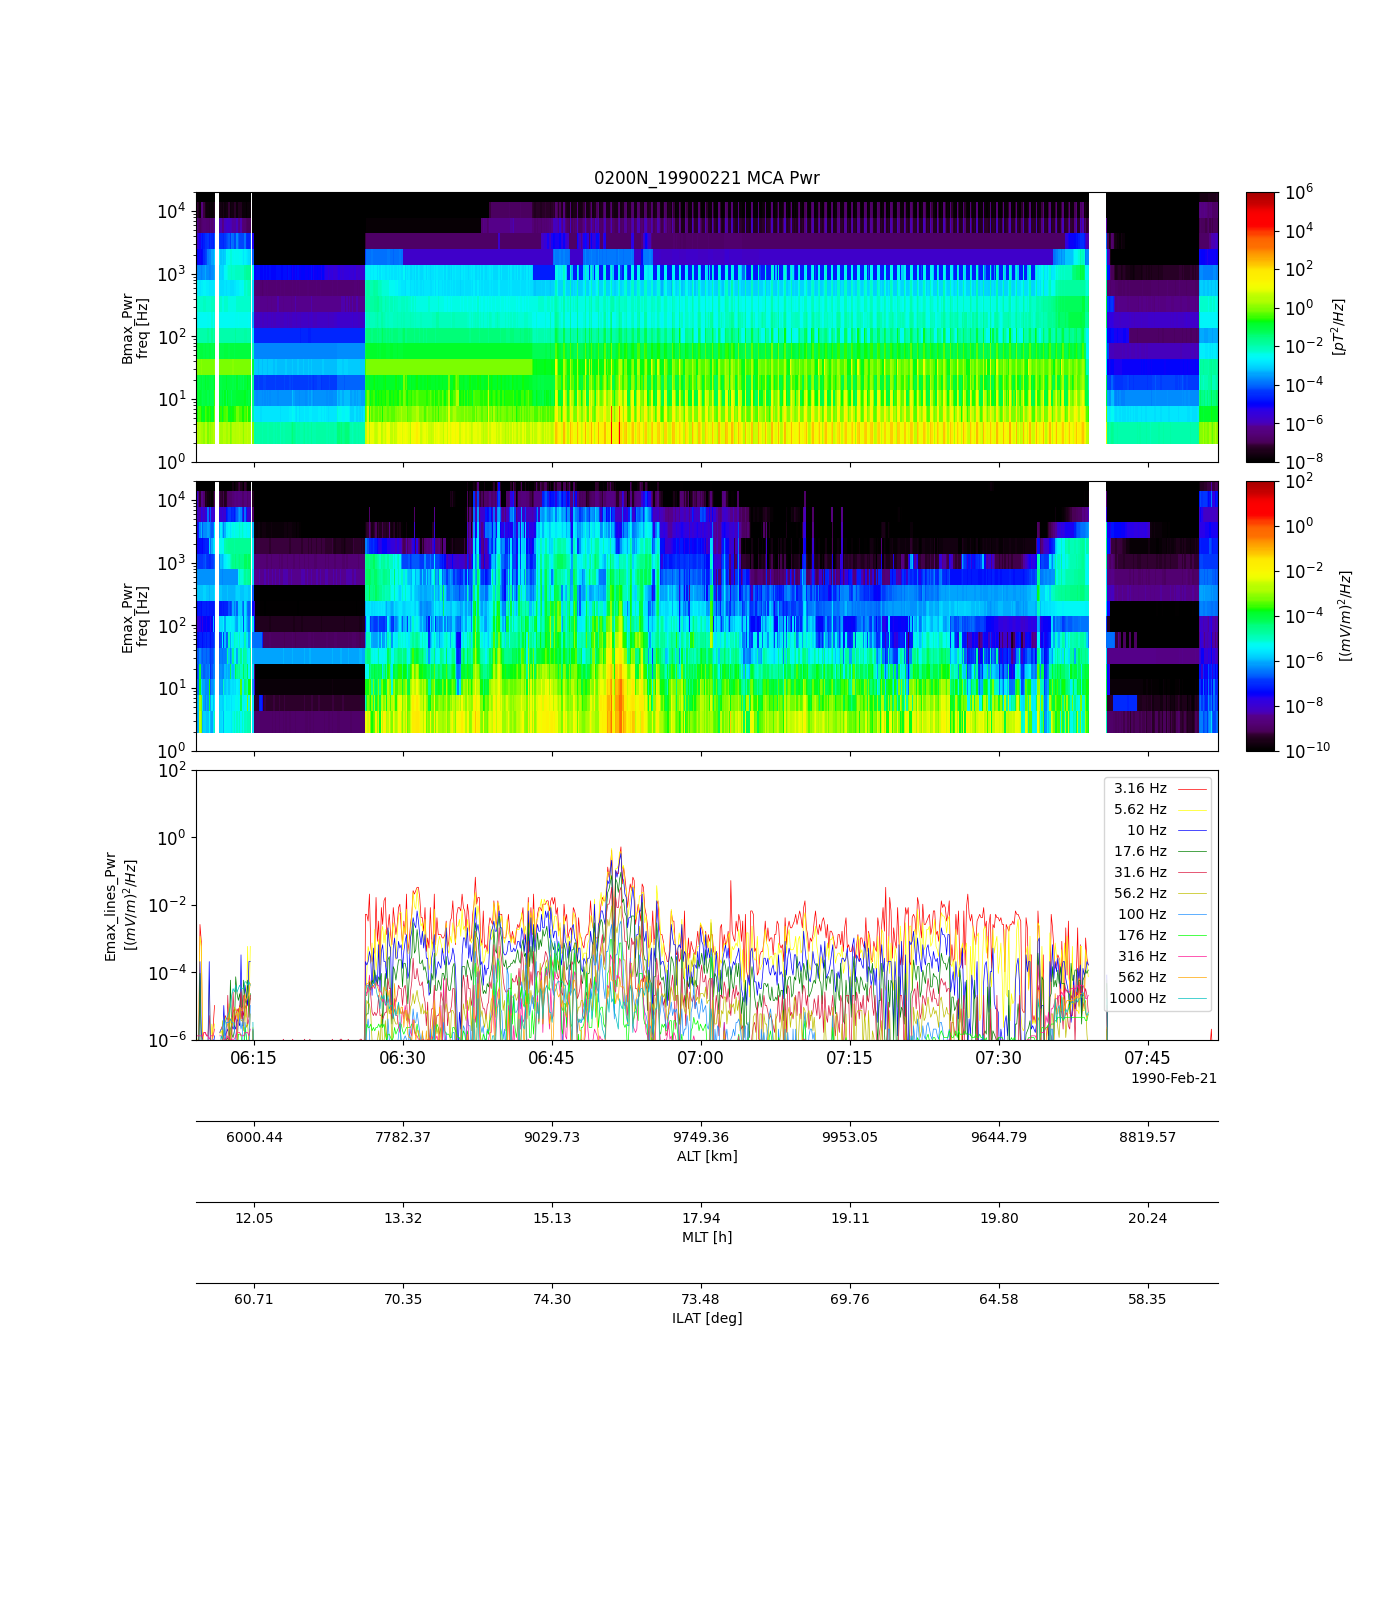 0200N_19900221 MCA Pwr
10^4
10^3
10^2
10^1
10^0
Bmax_Pwr
freq [Hz]
10^6
10^4
10^2
10^0
10^-2
10^-4
10^-6
10^-8
[pT^2/Hz]
10^4
10^3
10^2
10^1
10^0
Emax_Pwr
freq [Hz]
10^2
10^0
10^-2
10^-4
10^-6
10^-8
10^-10
[(mV/m)^2/Hz]
10^2
10^0
10^-2
10^-4
10^-6
Emax_lines_Pwr
[(mV/m)^2/Hz]
3.16 Hz
5.62 Hz
10 Hz
17.6 Hz
31.6 Hz
56.2 Hz
100 Hz
176 Hz
316 Hz
562 Hz
1000 Hz
06:15 06:30 06:45 07:00 07:15 07:30 07:45
1990-Feb-21
6000.44 7782.37 9029.73 9749.36 9953.05 9644.79 8819.57
ALT [km]
12.05 13.32 15.13 17.94 19.11 19.80 20.24
MLT [h]
60.71 70.35 74.30 73.48 69.76 64.58 58.35
ILAT [deg]